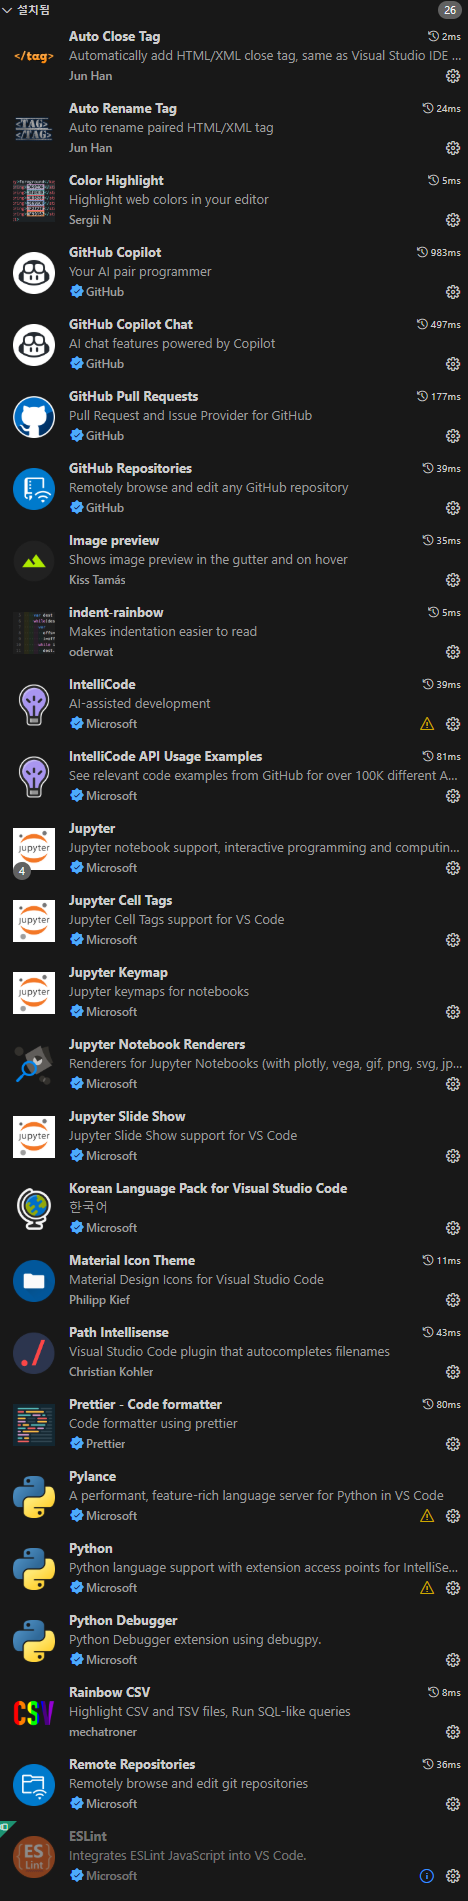 설치됨 26
Auto Close Tag 2ms
Automatically add HTML/XML close tag, same as Visual Studio IDE ...
Jun Han
Auto Rename Tag 24ms
Auto rename paired HTML/XML tag
Jun Han
Color Highlight 5ms
Highlight web colors in your editor
Sergii N
GitHub Copilot 983ms
Your AI pair programmer
GitHub
GitHub Copilot Chat 497ms
AI chat features powered by Copilot
GitHub
GitHub Pull Requests 177ms
Pull Request and Issue Provider for GitHub
GitHub
GitHub Repositories 39ms
Remotely browse and edit any GitHub repository
GitHub
Image preview 35ms
Shows image preview in the gutter and on hover
Kiss Tamás
indent-rainbow 5ms
Makes indentation easier to read
oderwat
IntelliCode 39ms
AI-assisted development
Microsoft
IntelliCode API Usage Examples 81ms
See relevant code examples from GitHub for over 100K different A...
Microsoft
Jupyter
Jupyter notebook support, interactive programming and computin...
4 Microsoft
Jupyter Cell Tags
Jupyter Cell Tags support for VS Code
Microsoft
Jupyter Keymap
Jupyter keymaps for notebooks
Microsoft
Jupyter Notebook Renderers
Renderers for Jupyter Notebooks (with plotly, vega, gif, png, svg, jp...
Microsoft
Jupyter Slide Show
Jupyter Slide Show support for VS Code
Microsoft
Korean Language Pack for Visual Studio Code
한국어
Microsoft
Material Icon Theme 11ms
Material Design Icons for Visual Studio Code
Philipp Kief
Path Intellisense 43ms
Visual Studio Code plugin that autocompletes filenames
Christian Kohler
Prettier - Code formatter 80ms
Code formatter using prettier
Prettier
Pylance
A performant, feature-rich language server for Python in VS Code
Microsoft
Python
Python language support with extension access points for IntelliSe...
Microsoft
Python Debugger
Python Debugger extension using debugpy.
Microsoft
Rainbow CSV 8ms
Highlight CSV and TSV files, Run SQL-like queries
mechatroner
Remote Repositories 36ms
Remotely browse and edit git repositories
Microsoft
ESLint
Integrates ESLint JavaScript into VS Code.
Microsoft